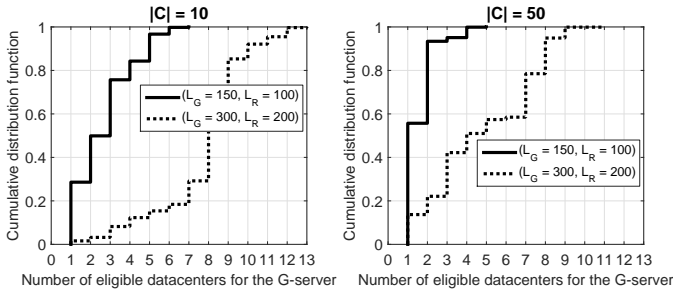 |C| = 10
Cumulative distribution function
1
0.8
0.6
0.4
0.2
0
(L_G = 150, L_R = 100)
(L_G = 300, L_R = 200)
0 1 2 3 4 5 6 7 8 9 10 11 12 13
Number of eligible datacenters for the G-server
|C| = 50
Cumulative distribution function
1
0.8
0.6
0.4
0.2
0
(L_G = 150, L_R = 100)
(L_G = 300, L_R = 200)
0 1 2 3 4 5 6 7 8 9 10 11 12 13
Number of eligible datacenters for the G-server